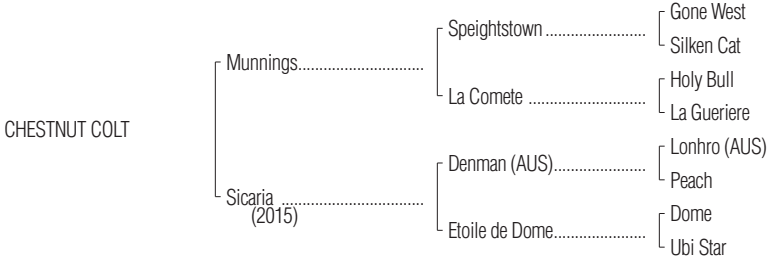 Gone West
Speightstown
Silken Cat
Munnings
Holy Bull
La Comete
La Gueriere
CHESTNUT COLT
Lonhro (AUS)
Denman (AUS)
Peach
Sicaria
(2015)
Dome
Etoile de Dome
Ubi Star